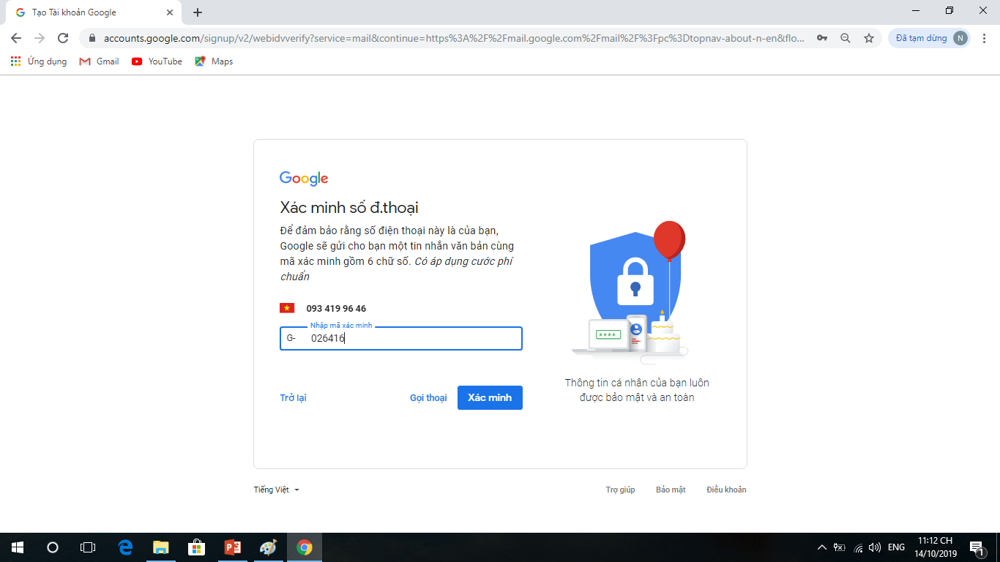 Tạo Tài khoản Google
accounts.google.com/signup/v2/webidvverify?service=mail&continue=https%3A%2F%2Fmail.google.com%2Fmail%2F%3Fpc%3Dtopnav-about-n-en&flo...
Đã tạm dừng N
Ứng dụng Gmail YouTube Maps
Google
Xác minh số đ.thoại
Để đảm bảo rằng số điện thoại này là của bạn,
Google sẽ gửi cho bạn một tin nhắn văn bản cùng
mã xác minh gồm 6 chữ số. Có áp dụng cước phí
chuẩn
093 419 96 46
Nhập mã xác minh
G- 026416
Trở lại Gọi thoại Xác minh
****
Thông tin cá nhân của bạn luôn
được bảo mật và an toàn
Tiếng Việt Trợ giúp Bảo mật Điều khoản
ENG
11:12 CH
14/10/2019
1